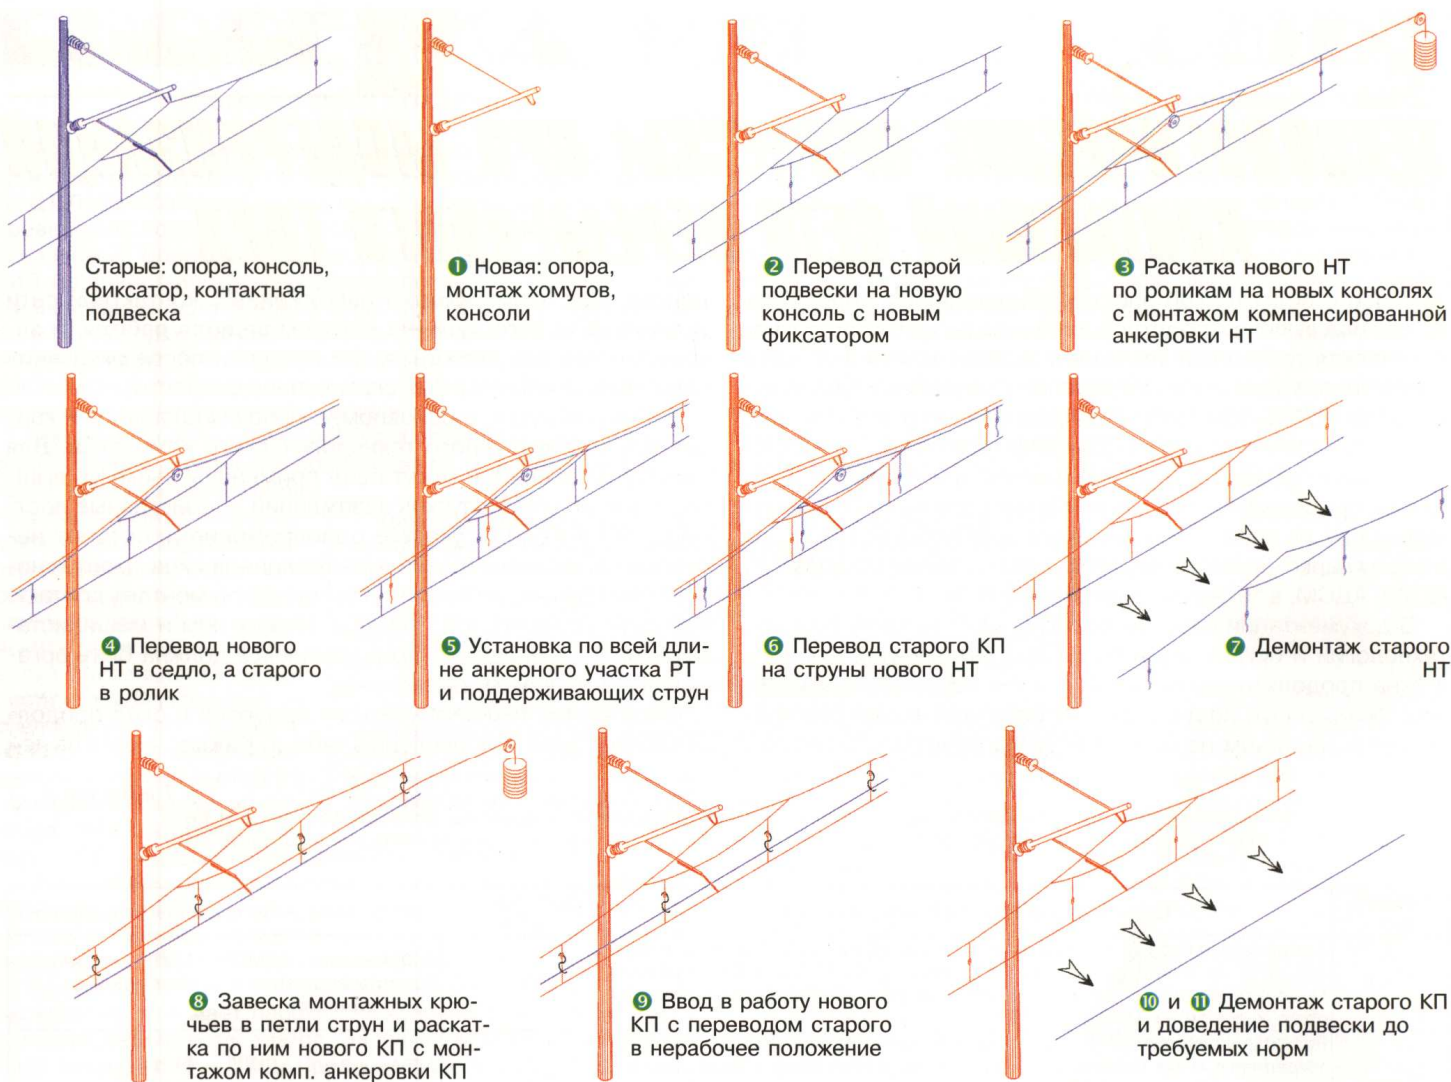 Старые: опора, консоль,
фиксатор, контактная
подвеска
1 Новая: опора,
монтаж хомутов,
консоли
2 Перевод старой
подвески на новую
консоль с новым
фиксатором
3 Раскатка нового НТ
по роликам на новых консолях
с монтажом компенсированной
анкеровки НТ
4 Перевод нового
НТ в седло, а старого
в ролик
5 Установка по всей дли-
не анкерного участка РТ
и поддерживающих струн
6 Перевод старого КП
на струны нового НТ
7 Демонтаж старого
НТ
8 Завеска монтажных крю-
чьев в петли струн и раскат-
ка по ним нового КП с мон-
тажом комп. анкеровки КП
9 Ввод в работу нового
КП с переводом старого
в нерабочее положение
10 и 11 Демонтаж старого КП
и доведение подвески до
требуемых норм